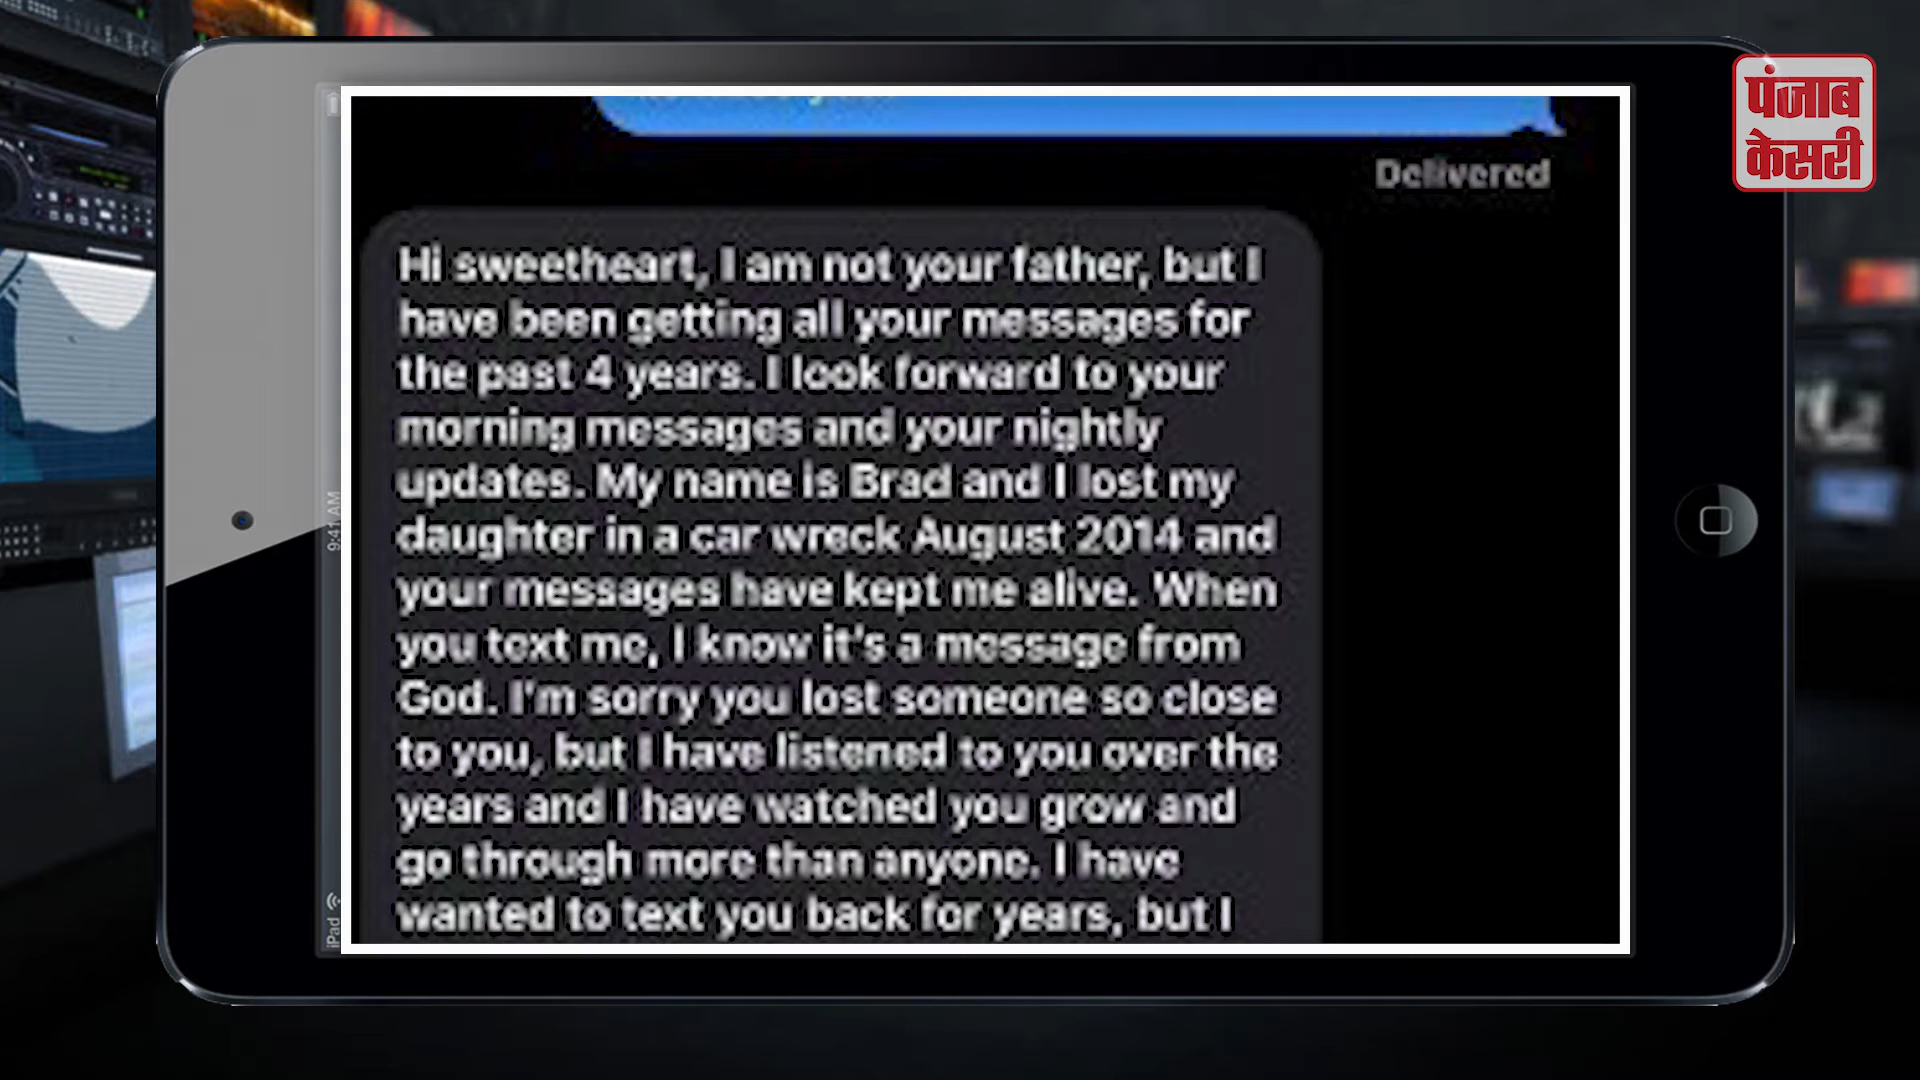 पंजाब
केसरी
Delivered
Hi sweetheart, I am not your father, but I
have been getting all your messages for
the past 4 years. I look forward to your
morning messages and your nightly
updates. My name is Brad and I lost my
daughter in a car wreck August 2014 and
your messages have kept me alive. When
you text me, I know it's a message from
God. I'm sorry you lost someone so close
to you, but I have listened to you over the
years and I have watched you grow and
go through more than anyone. I have
wanted to text you back for years, but I
9:41 AM
iPad